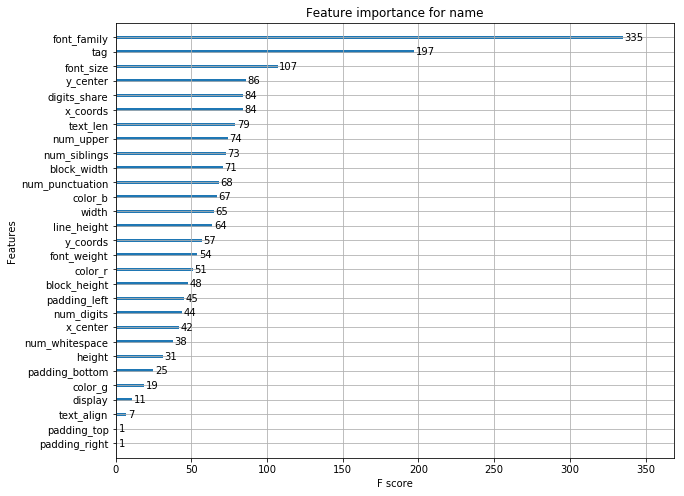 Feature importance for name
font_family 335
tag 197
font_size 107
y_center 86
digits_share 84
x_coords 84
text_len 79
num_upper 74
num_siblings 73
block_width 71
num_punctuation 68
color_b 67
width 65
line_height 64
y_coords 57
font_weight 54
color_r 51
block_height 48
padding_left 45
num_digits 44
x_center 42
num_whitespace 38
height 31
padding_bottom 25
color_g 19
display 11
text_align 7
padding_top 1
padding_right 1
Features
0 50 100 150 200 250 300 350
F score